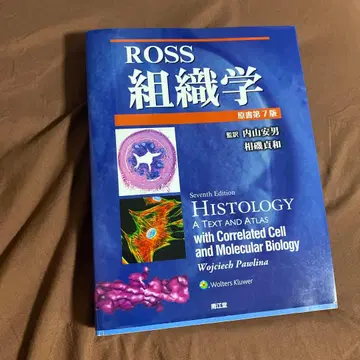 ROSS
組織学
原書第7版
監訳 内山安男
相磯貞和
Seventh Edition
HISTOLOGY
A TEXT AND ATLAS
with Correlated Cell
and Molecular Biology
Wojciech Pawlina
Wolters Kluwer
南江堂